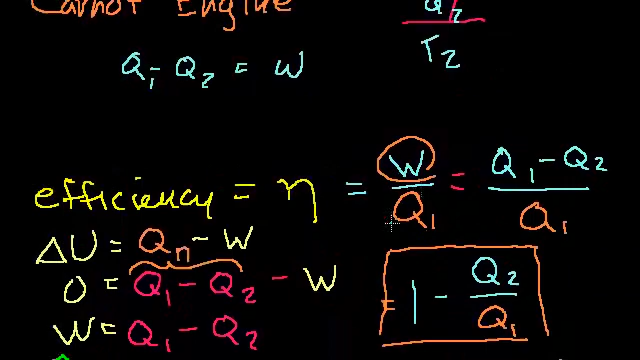 Carnot Engine
Q₁ - Q₂ = W
T₂
efficiency = η = W/Q₁ = (Q₁ - Q₂)/Q₁
ΔU = Qₙ - W
0 = Q₁ - Q₂ - W
= 1 - Q₂/Q₁
W = Q₁ - Q₂